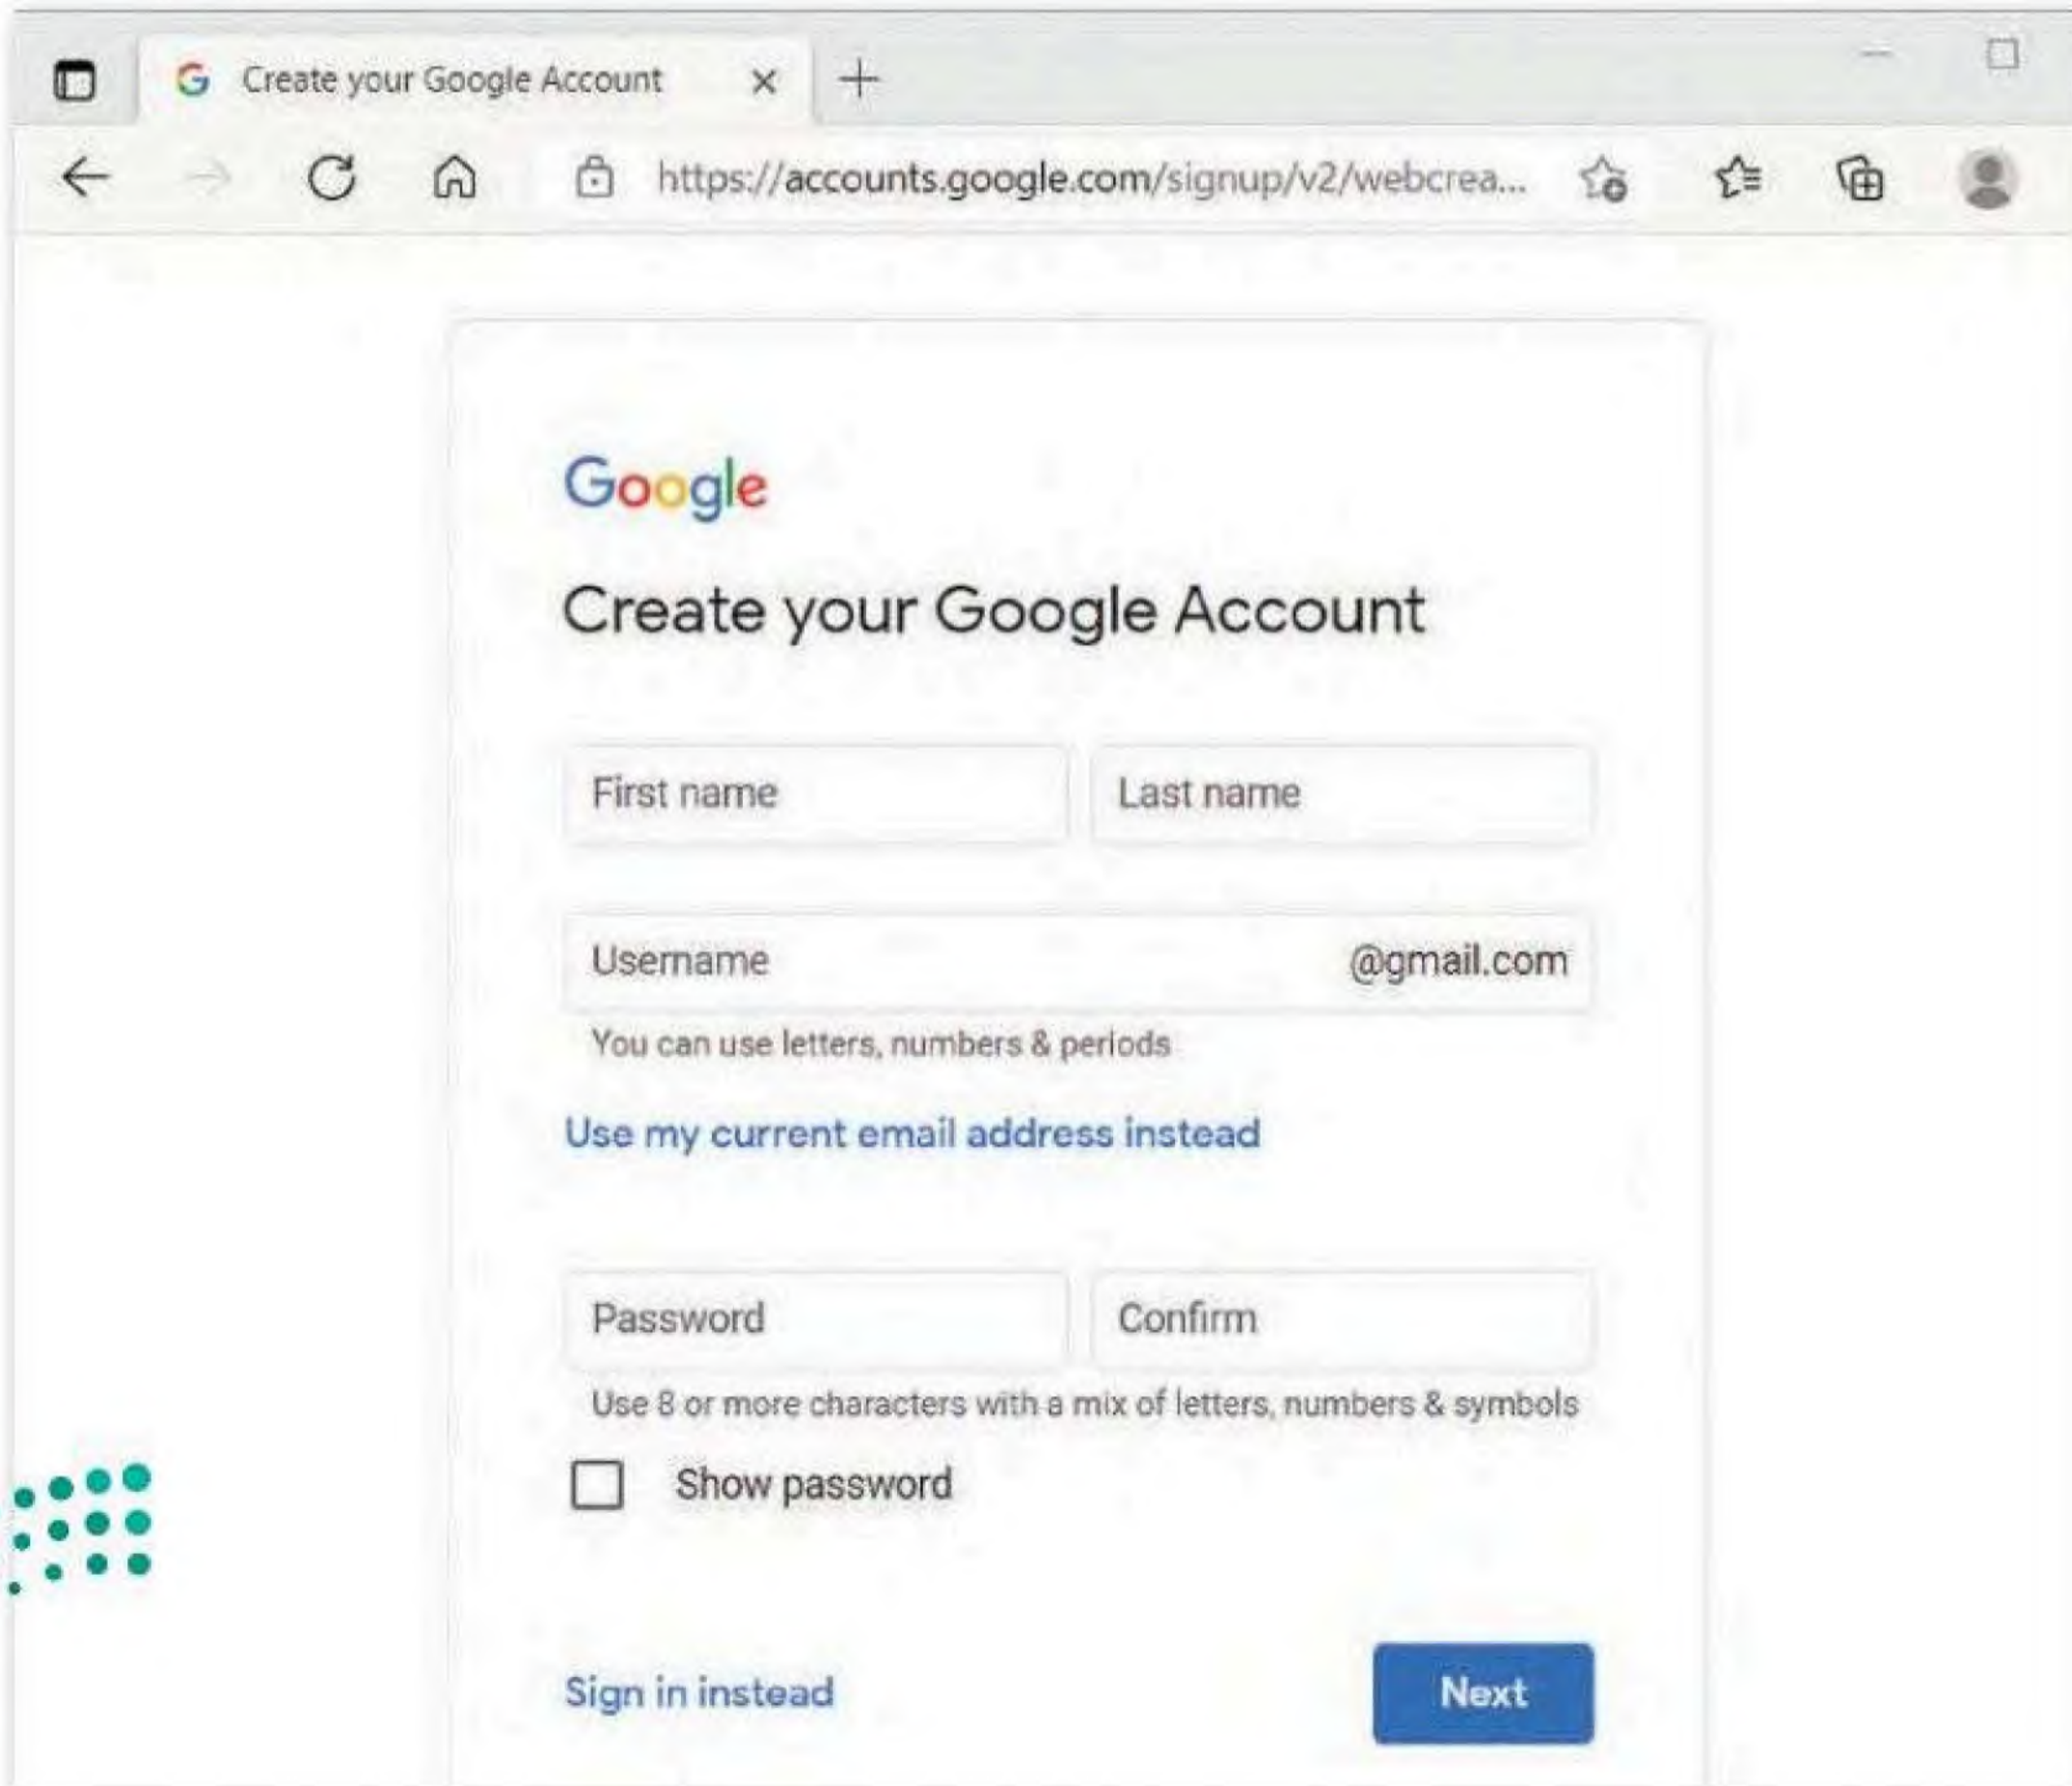 Create your Google Account
https://accounts.google.com/signup/v2/webcrea...
Google
Create your Google Account
First name Last name
Username @gmail.com
You can use letters, numbers & periods
Use my current email address instead
Password Confirm
Use 8 or more characters with a mix of letters, numbers & symbols
Show password
Sign in instead Next